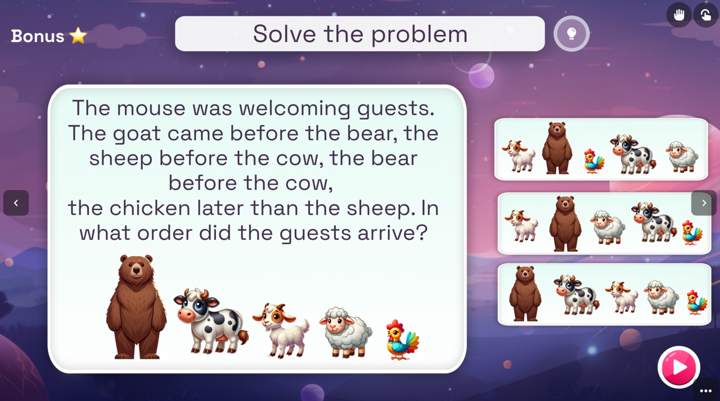 Bonus
Solve the problem
The mouse was welcoming guests.
The goat came before the bear, the
sheep before the cow, the bear
before the cow,
the chicken later than the sheep. In
what order did the guests arrive?